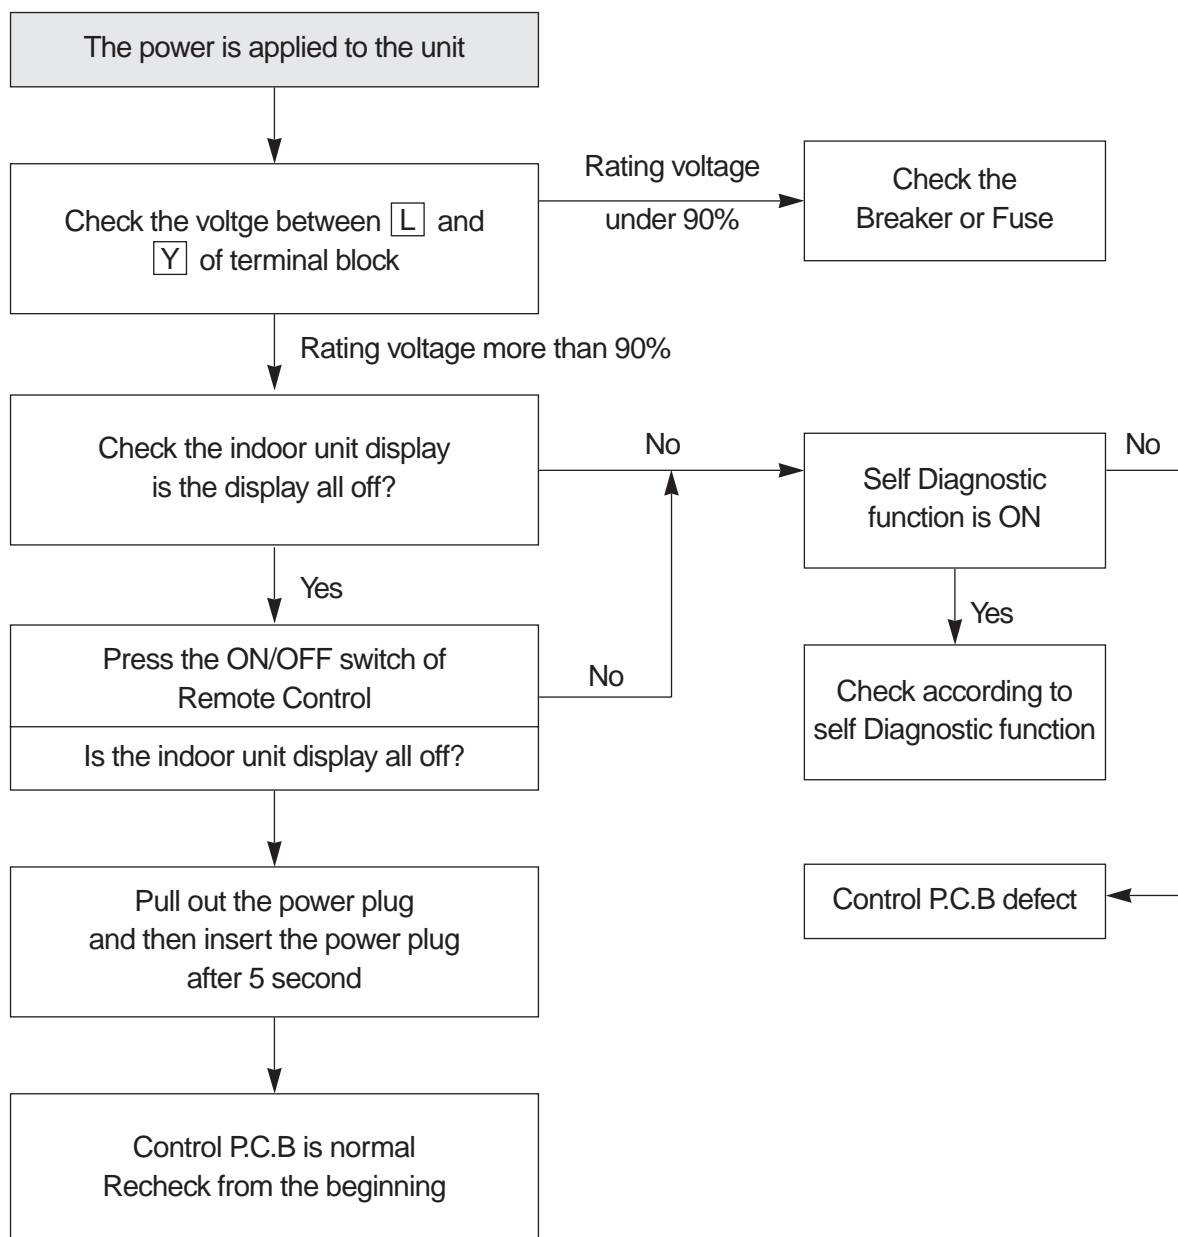 The power is applied to the unit
Check the voltge between L and
Y of terminal block
Rating voltage
under 90%
Check the
Breaker or Fuse
Rating voltage more than 90%
Check the indoor unit display
is the display all off?
No
Self Diagnostic
function is ON
No
Yes
Press the ON/OFF switch of
Remote Control
Is the indoor unit display all off?
No
Yes
Check according to
self Diagnostic function
Pull out the power plug
and then insert the power plug
after 5 second
Control P.C.B defect
Control P.C.B is normal
Recheck from the beginning